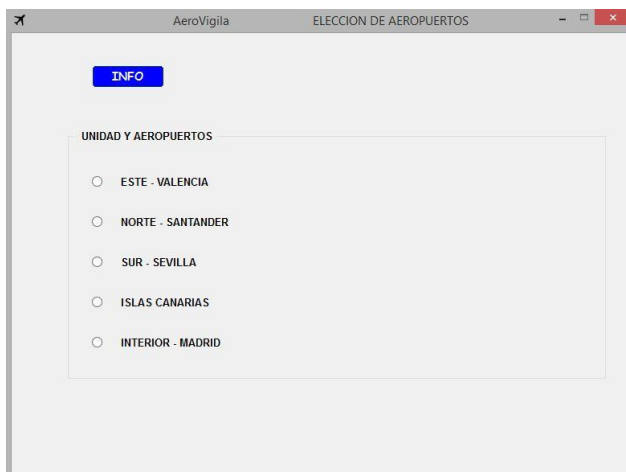 AeroVigila ELECCION DE AEROPUERTOS
INFO
UNIDAD Y AEROPUERTOS
ESTE - VALENCIA
NORTE - SANTANDER
SUR - SEVILLA
ISLAS CANARIAS
INTERIOR - MADRID